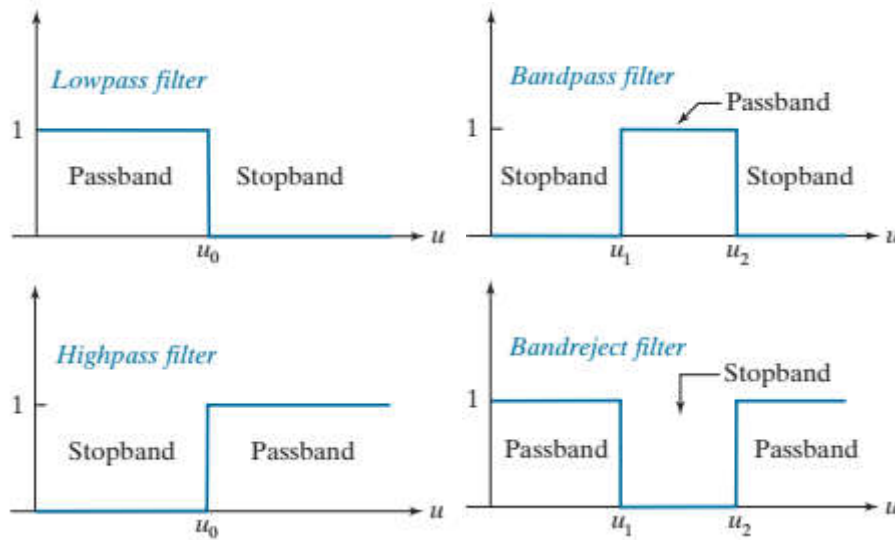 Lowpass filter
1
Passband
Stopband
u
u0
Bandpass filter
Passband
1
Stopband
Stopband
u
u1
u2
Highpass filter
1
Stopband
Passband
u
u0
Bandreject filter
Stopband
1
Passband
Passband
u
u1
u2